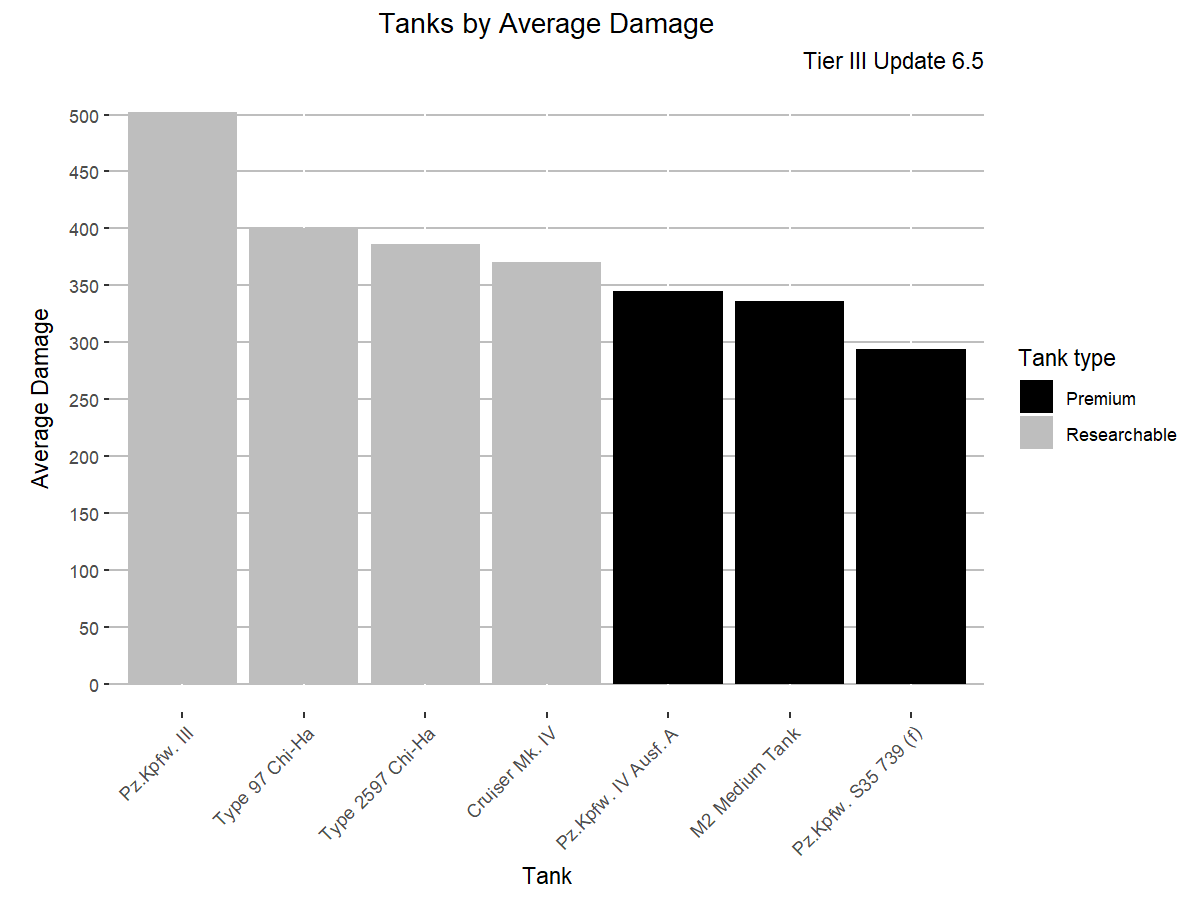 Tanks by Average Damage
Tier III Update 6.5
Average Damage
500
450
400
350
300
250
200
150
100
50
0
Pz.Kpfw. III
Type 97 Chi-Ha
Type 2597 Chi-Ha
Cruiser Mk. IV
Pz.Kpfw. IV Ausf. A
M2 Medium Tank
Pz.Kpfw. S35 739 (f)
Tank
Tank type
Premium
Researchable